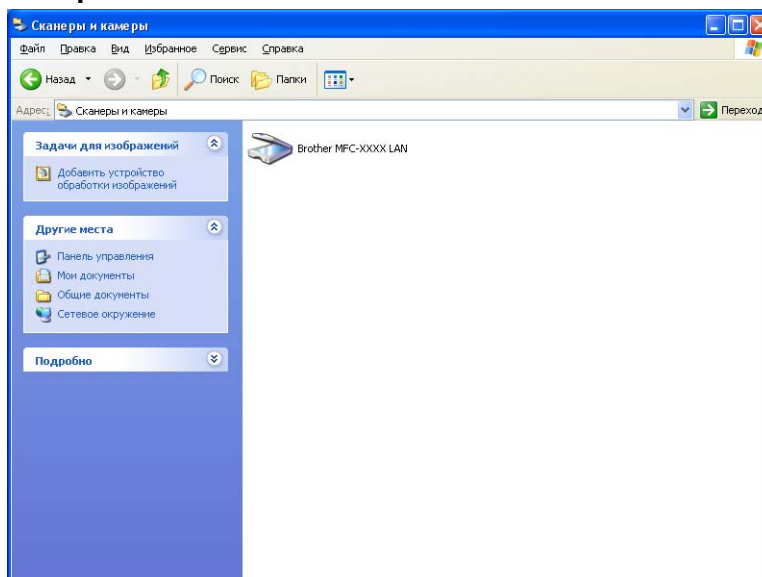 Сканеры и камеры
Файл Правка Вид Избранное Сервис Справка
Назад Поиск Папки
Адрес: Сканеры и камеры Переход
Задачи для изображений
Добавить устройство
обработки изображений
Другие места
Панель управления
Мои документы
Общие документы
Сетевое окружение
Подробно
Brother MFC-XXXX LAN